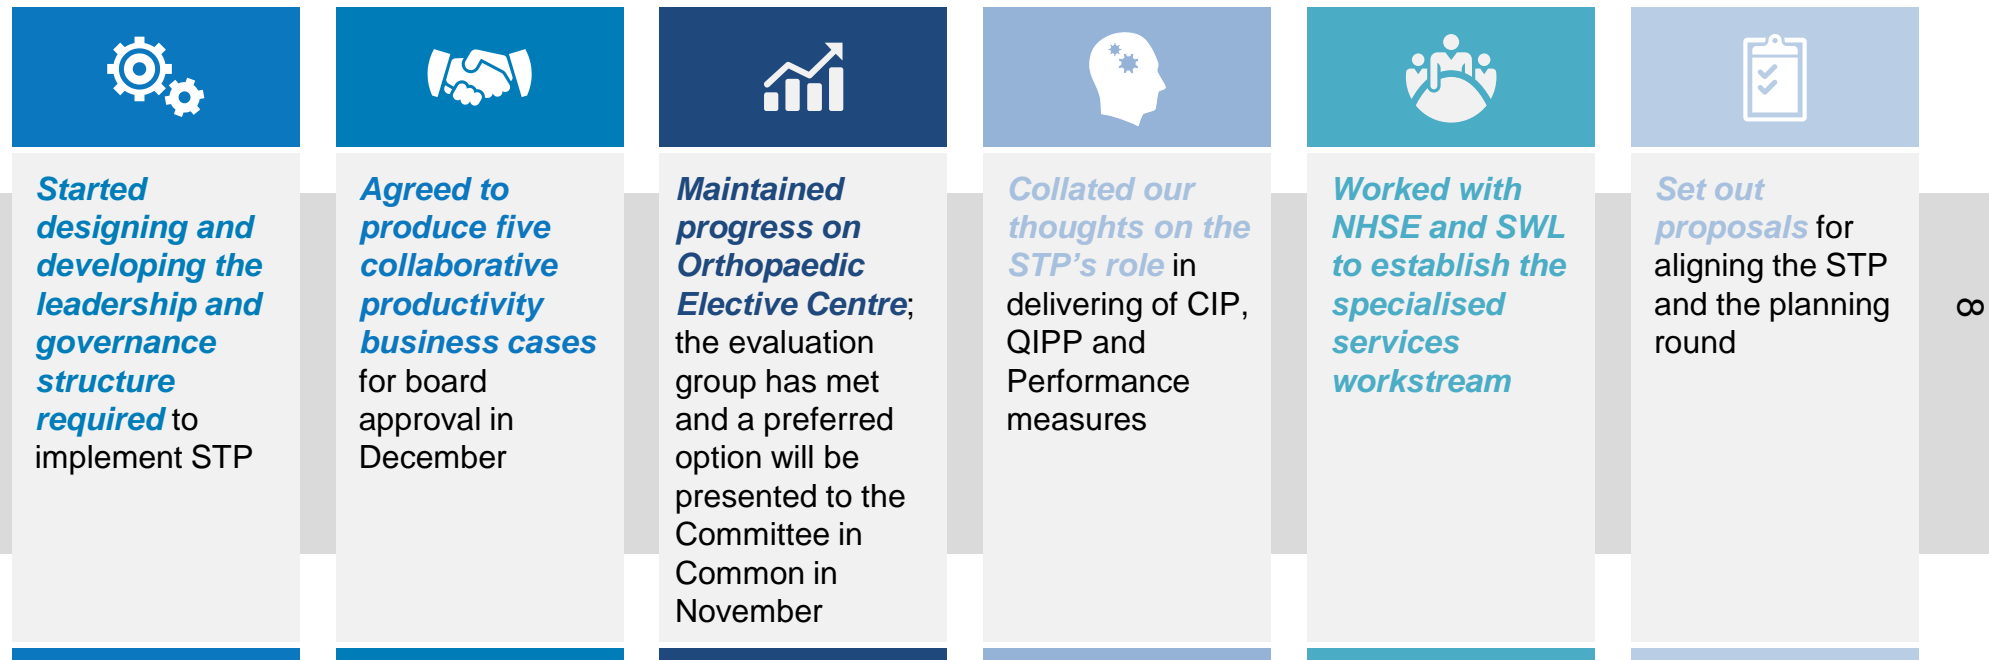 Started
designing and
developing the
leadership and
governance
structure
required to
implement STP
Agreed to
produce five
collaborative
productivity
business cases
for board
approval in
December
Maintained
progress on
Orthopaedic
Elective Centre;
the evaluation
group has met
and a preferred
option will be
presented to the
Committee in
Common in
November
Collated our
thoughts on the
STP’s role in
delivering of CIP,
QIPP and
Performance
measures
Worked with
NHSE and SWL
to establish the
specialised
services
workstream
Set out
proposals for
aligning the STP
and the planning
round
8